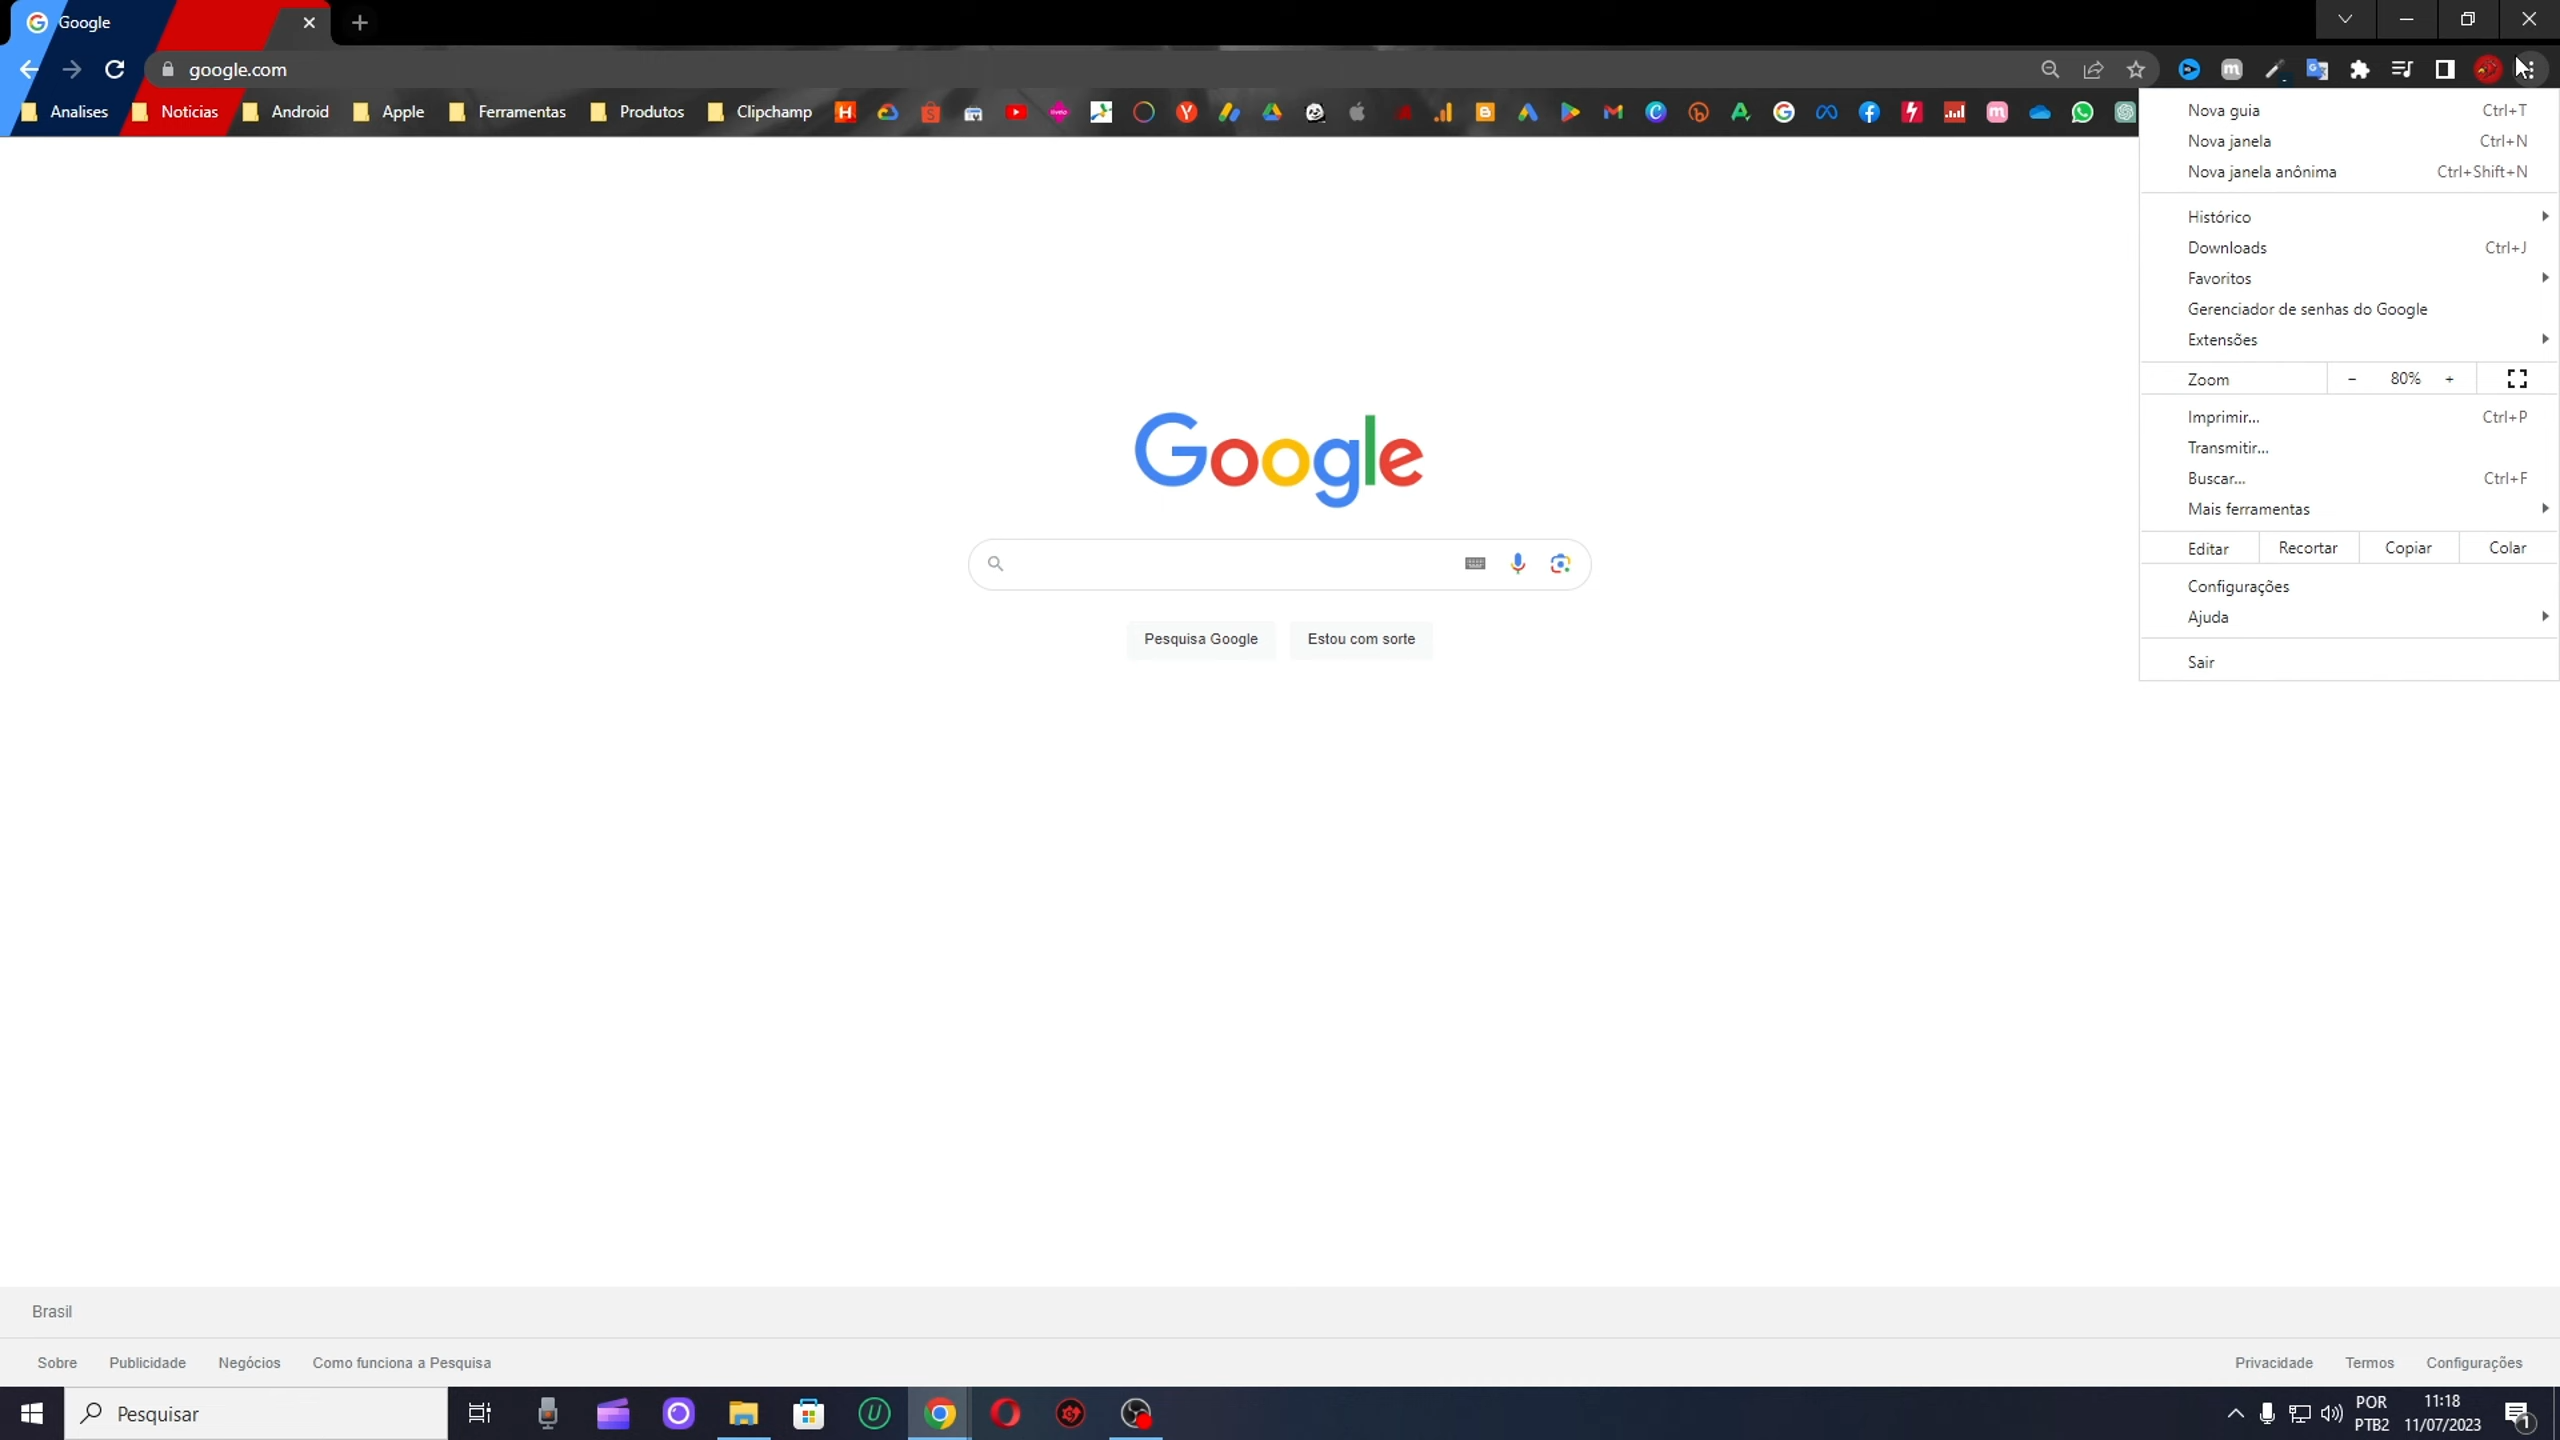 Google
google.com
Analises Noticias Android Apple Ferramentas Produtos Clipchamp
Nova guia Ctrl+T
Nova janela Ctrl+N
Nova janela anônima Ctrl+Shift+N
Histórico
Downloads Ctrl+J
Favoritos
Gerenciador de senhas do Google
Extensões
Zoom - 80% +
Imprimir... Ctrl+P
Transmitir...
Buscar... Ctrl+F
Mais ferramentas
Editar Recortar Copiar Colar
Configurações
Ajuda
Sair
Google
Pesquisa Google Estou com sorte
Brasil
Sobre Publicidade Negócios Como funciona a Pesquisa Privacidade Termos Configurações
Pesquisar
POR 11:18
PTB2 11/07/2023 1